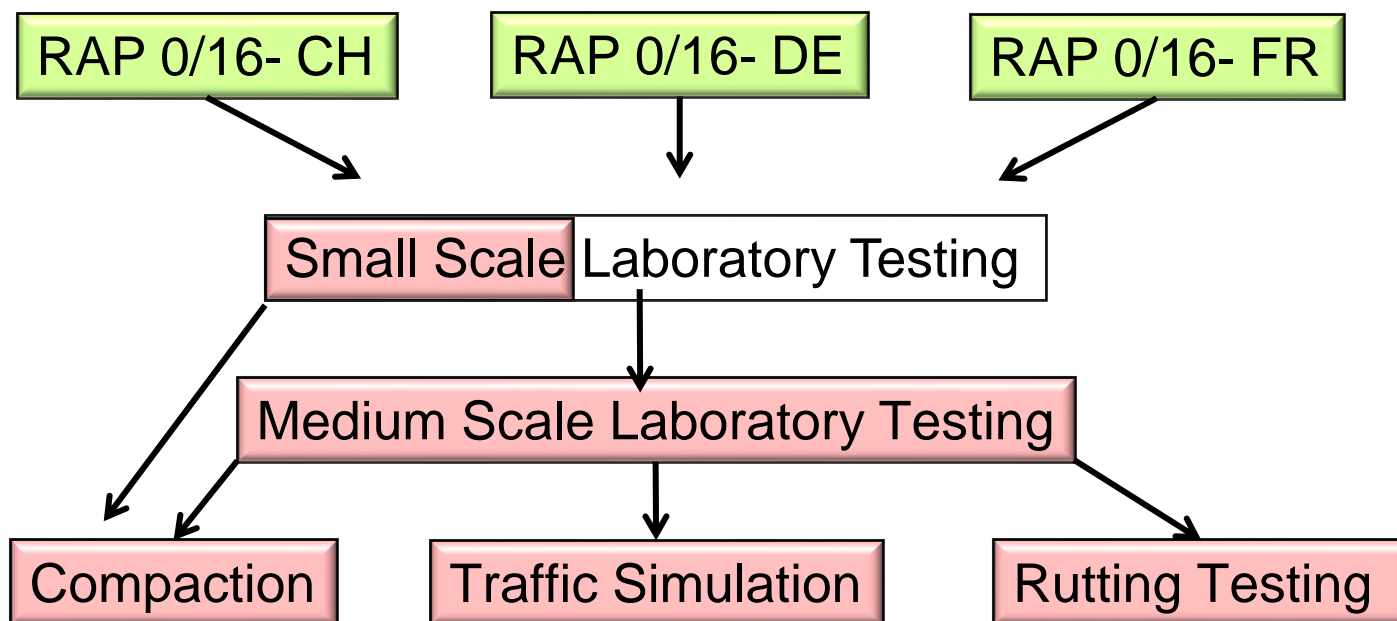 RAP 0/16- CH
RAP 0/16- DE
RAP 0/16- FR
Small Scale Laboratory Testing
Medium Scale Laboratory Testing
Compaction
Traffic Simulation
Rutting Testing